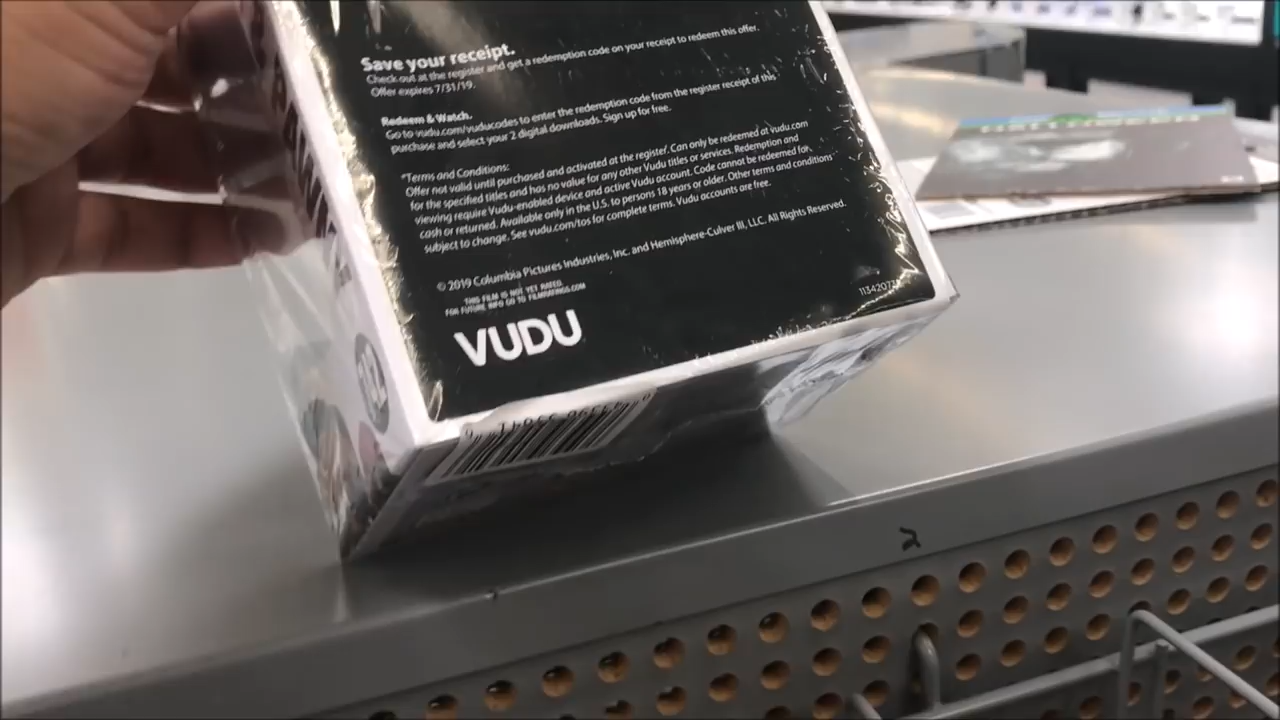 Save your receipt.
Check out at the register and get a redemption code on your receipt to redeem this offer.
Offer expires 7/31/19.
Redeem & Watch.
Go to vudu.com/vuducodes to enter the redemption code from the register receipt of this
purchase and select your 2 digital downloads. Sign up for free.
*Terms and Conditions:
Offer not valid until purchased and activated at the register. Can only be redeemed at vudu.com
for the specified titles and has no value for any other Vudu titles or services. Redemption and
viewing require Vudu-enabled device and active Vudu account. Code cannot be redeemed for
cash or returned. Available only in the U.S. to persons 18 years or older. Other terms and conditions
subject to change. See vudu.com/tos for complete terms. Vudu accounts are free.
© 2019 Columbia Pictures Industries, Inc. and Hemisphere-Culver III, LLC. All Rights Reserved.
THIS FILM IS NOT YET RATED.
FOR FUTURE INFO GO TO FILMRATINGS.COM
VUDU
2